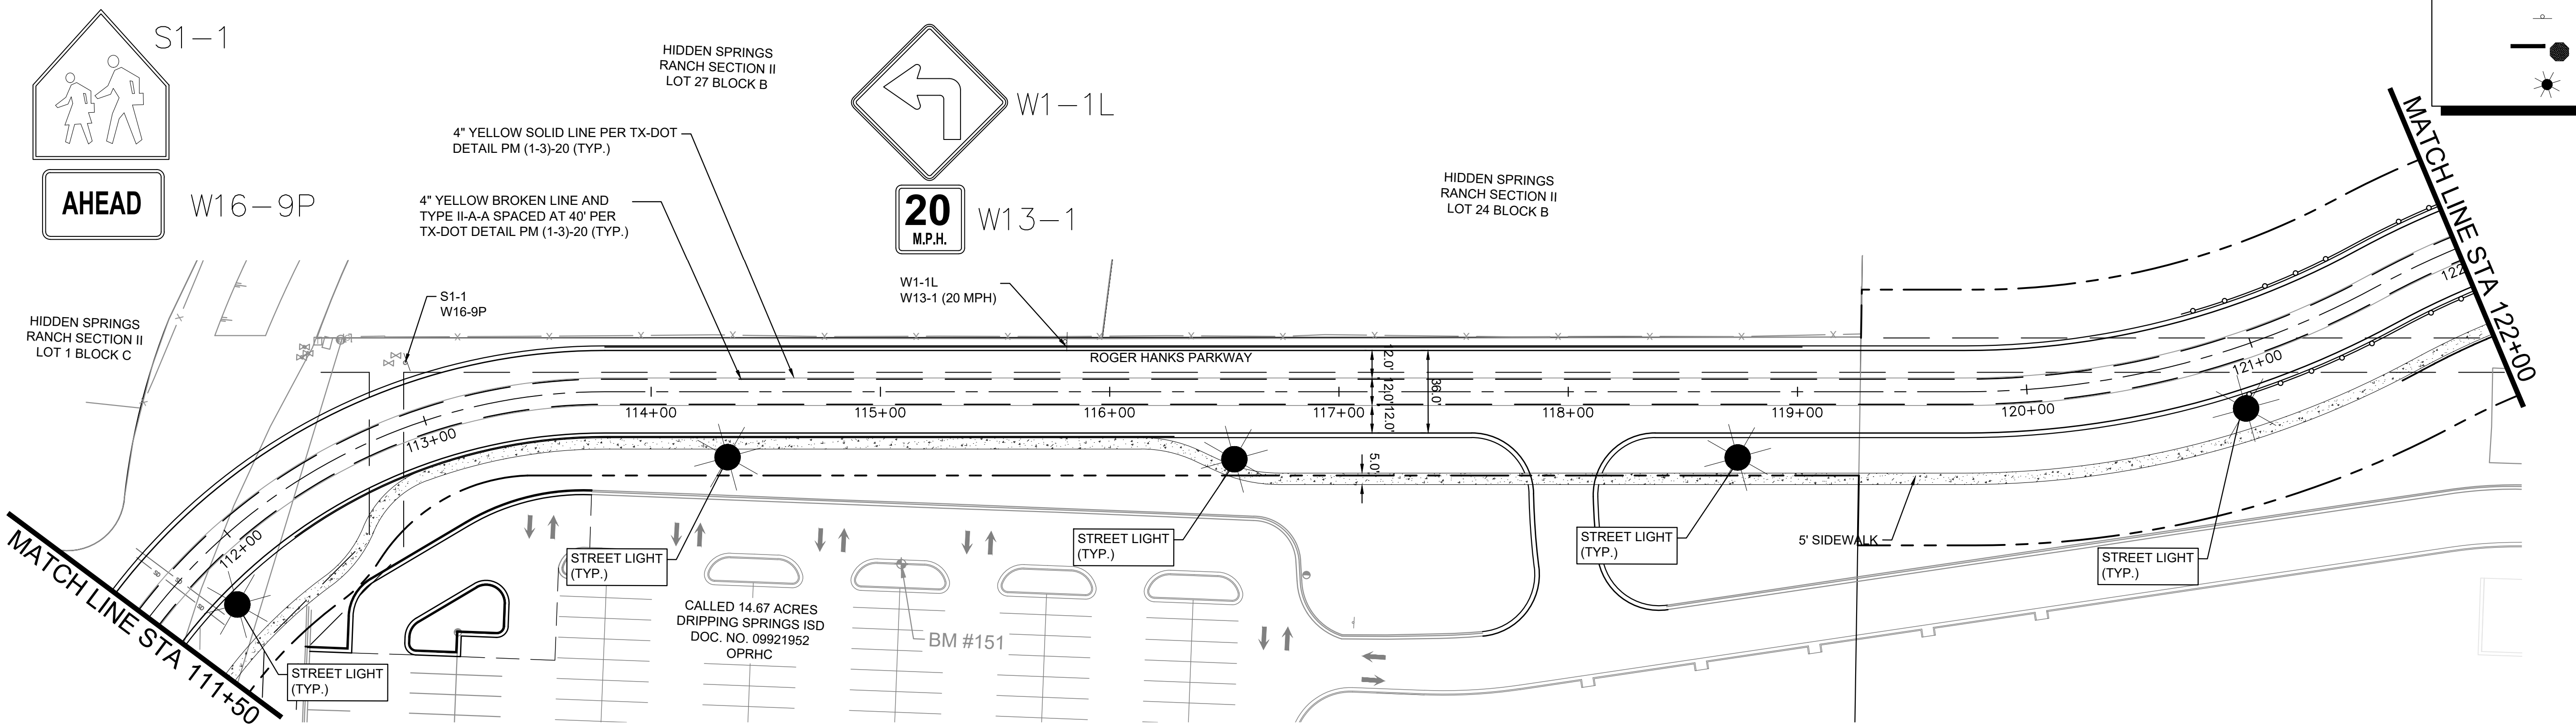 S1-1
AHEAD
W16-9P
HIDDEN SPRINGS
RANCH SECTION II
LOT 27 BLOCK B
W1-1L
20
M.P.H.
W13-1
4" YELLOW SOLID LINE PER TX-DOT
DETAIL PM (1-3)-20 (TYP.)
4" YELLOW BROKEN LINE AND
TYPE II-A-A SPACED AT 40' PER
TX-DOT DETAIL PM (1-3)-20 (TYP.)
HIDDEN SPRINGS
RANCH SECTION II
LOT 24 BLOCK B
MATCH LINE STA 122+00
S1-1
W16-9P
W1-1L
W13-1 (20 MPH)
HIDDEN SPRINGS
RANCH SECTION II
LOT 1 BLOCK C
ROGER HANKS PARKWAY
12.0'
12.0'
12.0'
36.0'
5.0'
112+00
113+00
114+00
115+00
116+00
117+00
118+00
119+00
120+00
121+00
122
SD
SD
SD
MATCH LINE STA 111+50
STREET LIGHT
(TYP.)
STREET LIGHT
(TYP.)
STREET LIGHT
(TYP.)
STREET LIGHT
(TYP.)
5' SIDEWALK
STREET LIGHT
(TYP.)
CALLED 14.67 ACRES
DRIPPING SPRINGS ISD
DOC. NO. 09921952
OPRHC
BM #151